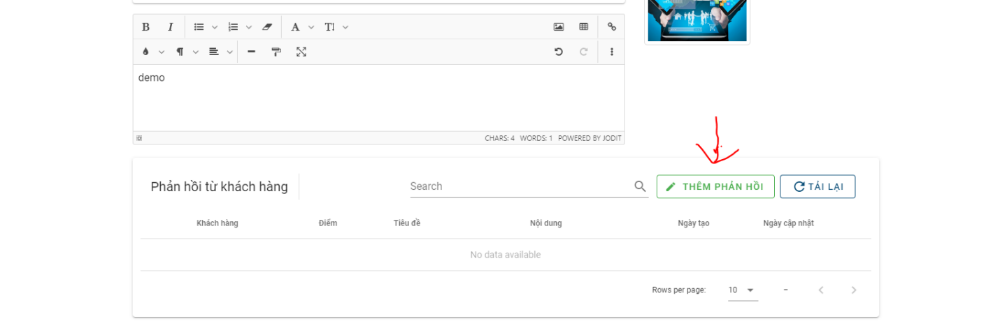 B I A TI
demo
CHARS: 4 WORDS: 1 POWERED BY JODIT
Phản hồi từ khách hàng Search THÊM PHẢN HỒI TẢI LẠI
Khách hàng Điểm Tiêu đề Nội dung Ngày tạo Ngày cập nhật
No data available
Rows per page: 10 –